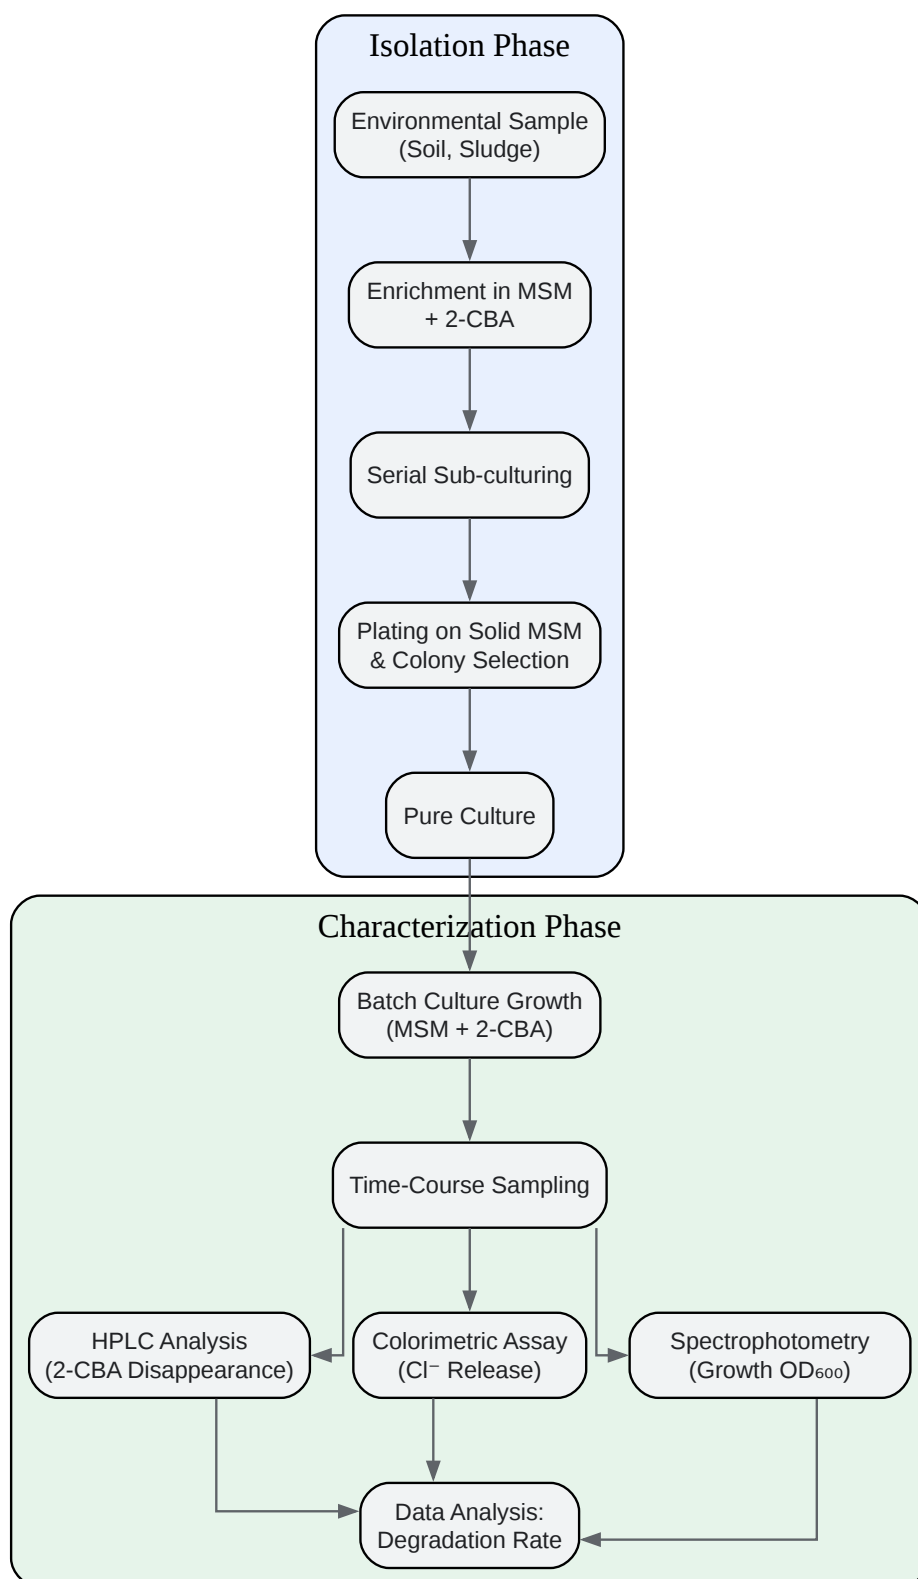 Isolation Phase
Environmental Sample
(Soil, Sludge)
Enrichment in MSM
+ 2-CBA
Serial Sub-culturing
Plating on Solid MSM
& Colony Selection
Pure Culture
Characterization Phase
Batch Culture Growth
(MSM + 2-CBA)
Time-Course Sampling
HPLC Analysis
(2-CBA Disappearance)
Colorimetric Assay
(Cl⁻ Release)
Spectrophotometry
(Growth OD₆₀₀)
Data Analysis:
Degradation Rate